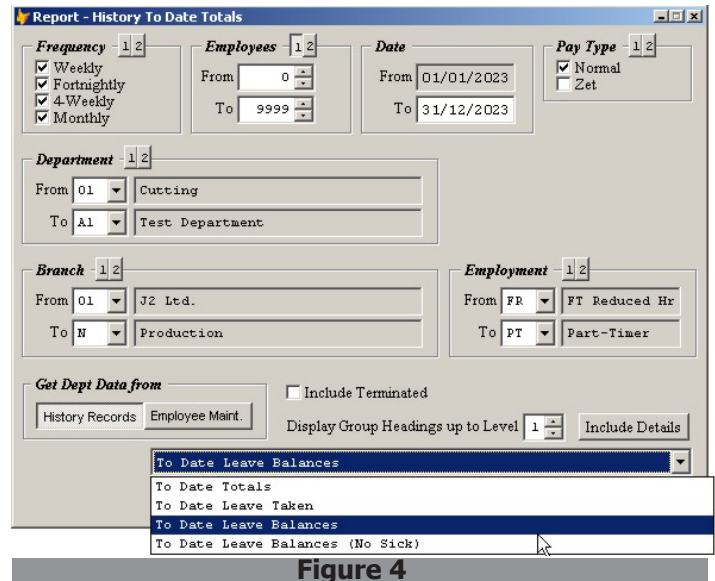 Report - History To Date Totals
Frequency 1 2
Weekly
Fortnightly
4-Weekly
Monthly
Employees 1 2
From 0
To 9999
Date
From 01/01/2023
To 31/12/2023
Pay Type 1 2
Normal
Zet
Department 1 2
From 01 Cutting
To A1 Test Department
Branch 1 2
From 01 J2 Ltd.
To N Production
Employment 1 2
From FR FT Reduced Hr
To PT Part-Timer
Get Dept Data from
History Records Employee Maint.
Include Terminated
Display Group Headings up to Level 1 Include Details
To Date Leave Balances
To Date Totals
To Date Leave Taken
To Date Leave Balances
To Date Leave Balances (No Sick)
Figure 4